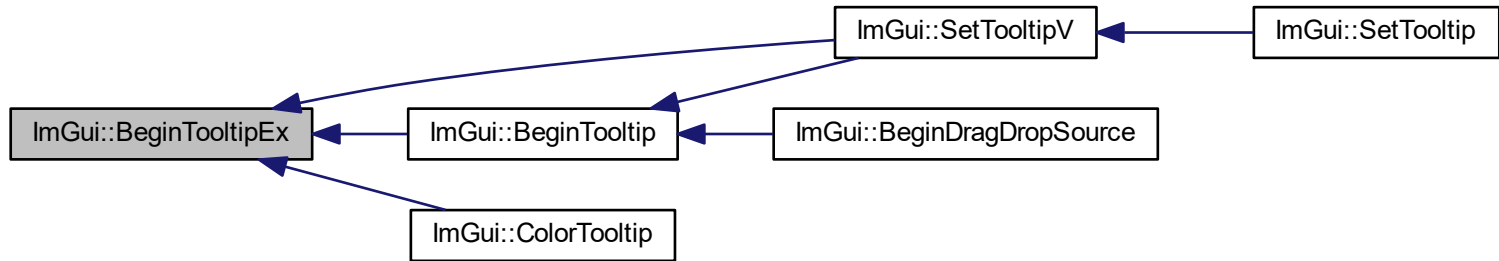 ImGui::SetTooltipV
ImGui::SetTooltip
ImGui::BeginTooltipEx
ImGui::BeginTooltip
ImGui::BeginDragDropSource
ImGui::ColorTooltip